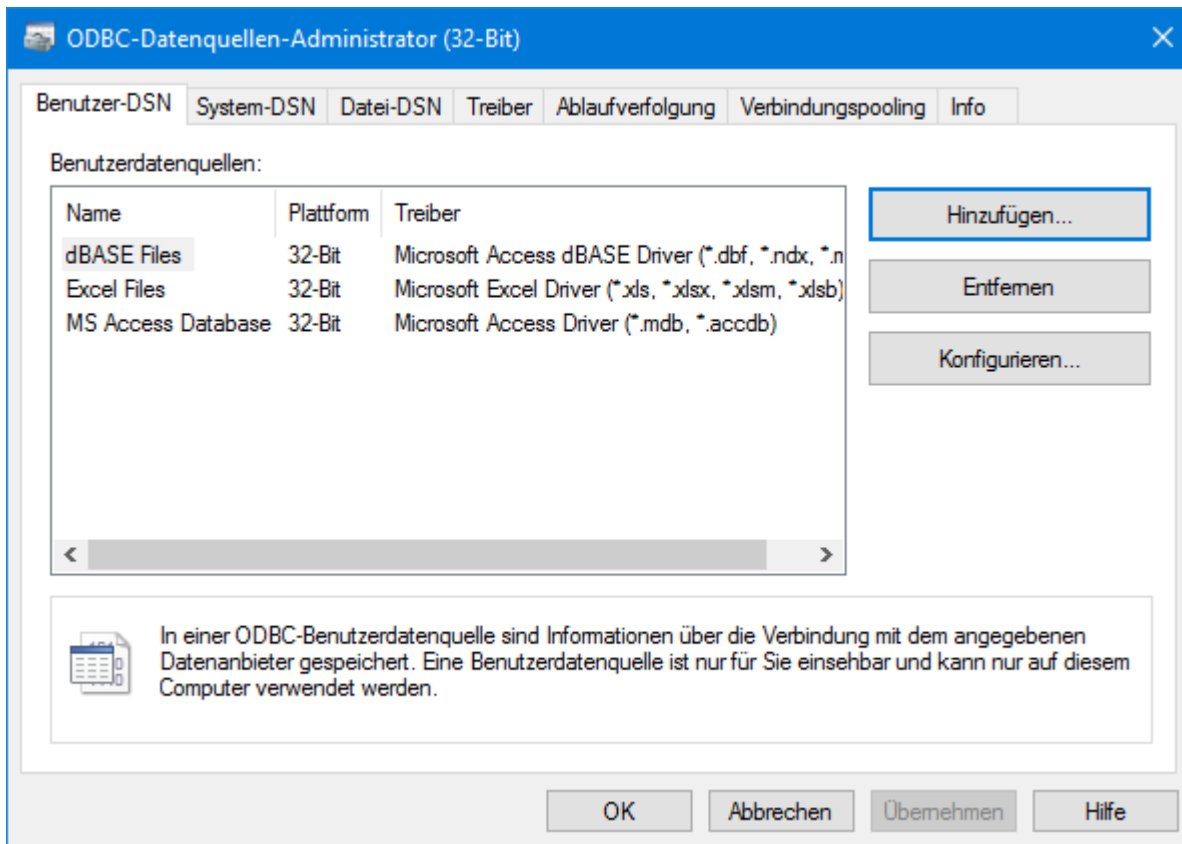 ODBC-Datenquellen-Administrator (32-Bit)
Benutzer-DSN System-DSN Datei-DSN Treiber Ablaufverfolgung Verbindungspooling Info
Benutzerdatenquellen:
Name Plattform Treiber
dBASE Files 32-Bit Microsoft Access dBASE Driver (*.dbf, *.ndx, *.n
Excel Files 32-Bit Microsoft Excel Driver (*.xls, *.xlsx, *.xlsm, *.xlsb)
MS Access Database 32-Bit Microsoft Access Driver (*.mdb, *.accdb)
Hinzufügen...
Entfernen
Konfigurieren...
In einer ODBC-Benutzerdatenquelle sind Informationen über die Verbindung mit dem angegebenen
Datenanbieter gespeichert. Eine Benutzerdatenquelle ist nur für Sie einsehbar und kann nur auf diesem
Computer verwendet werden.
OK Abbrechen Übernehmen Hilfe